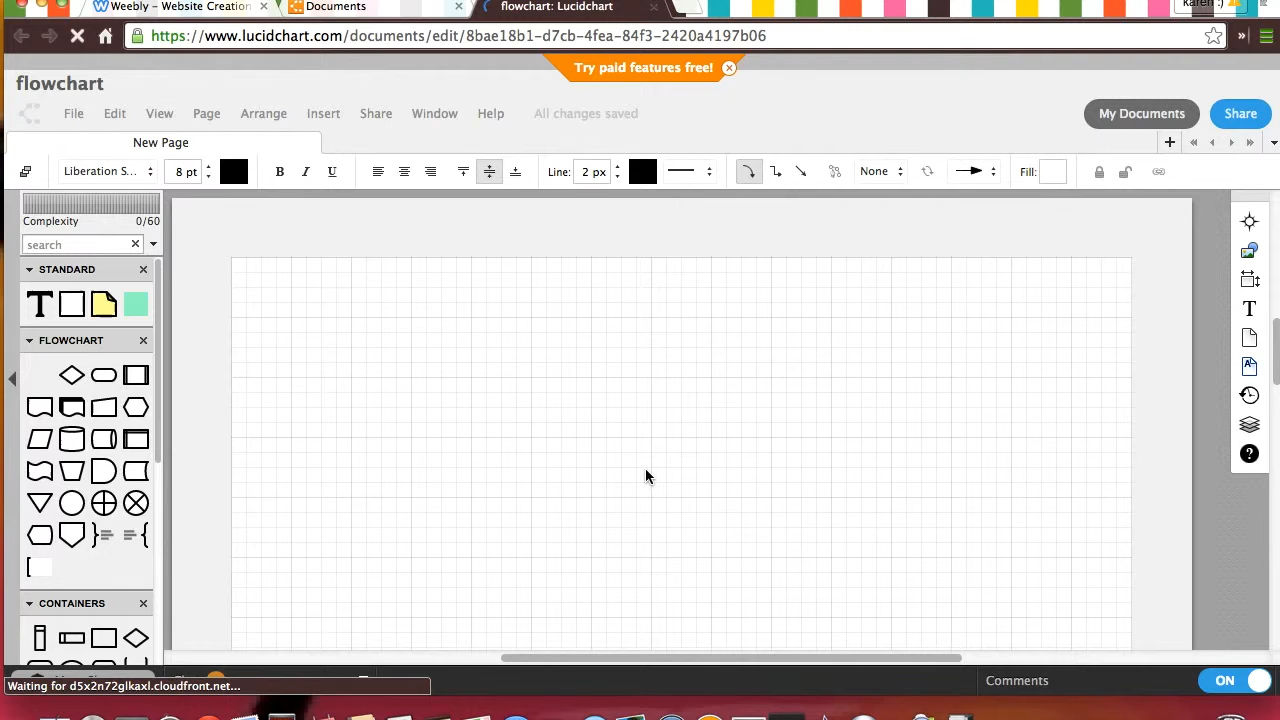 Weebly – Website Creation
Documents
flowchart: Lucidchart
karen :)
https://www.lucidchart.com/documents/edit/8bae18b1-d7cb-4fea-84f3-2420a4197b06
Try paid features free!
flowchart
File Edit View Page Arrange Insert Share Window Help All changes saved
My Documents Share
New Page
Liberation S... 8 pt B I U Line: 2 px None Fill:
Complexity 0/60
search
STANDARD
T
FLOWCHART
CONTAINERS
T
A
?
Comments ON
Waiting for d5x2n72glkaxl.cloudfront.net...